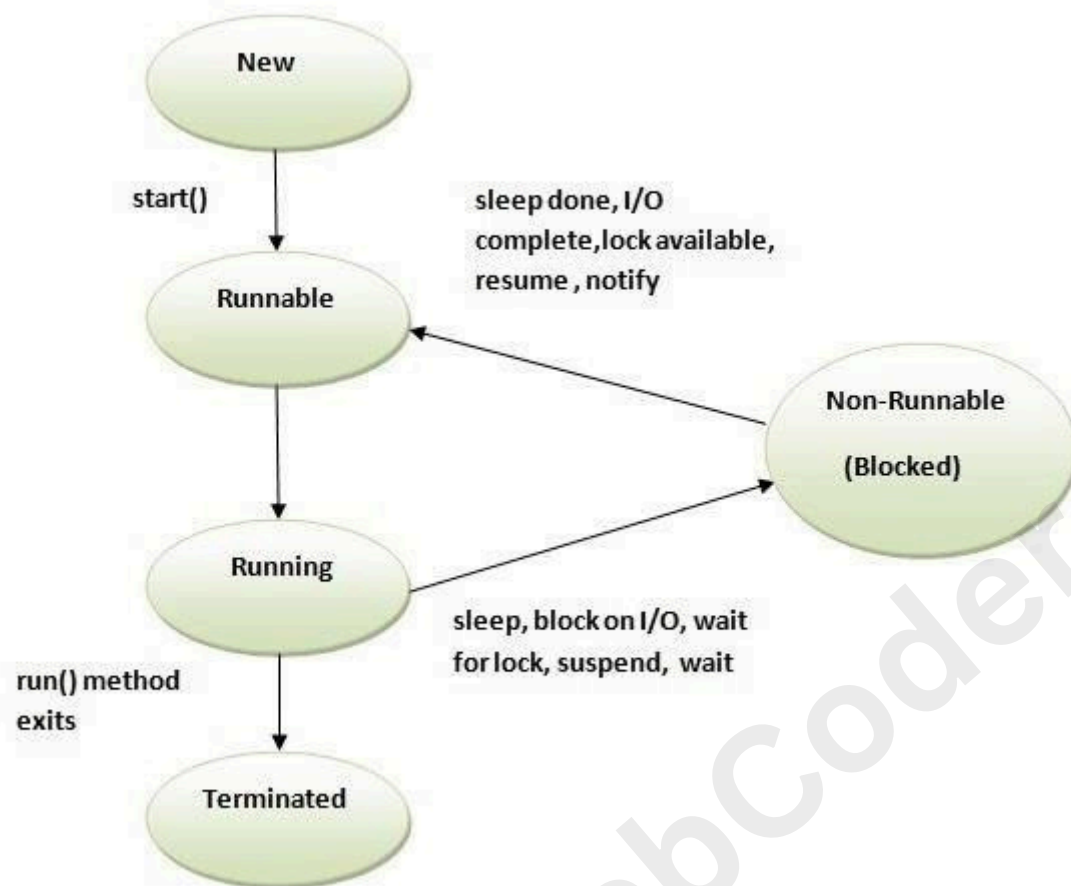 New
start()
sleep done, I/O
complete,lock available,
resume , notify
Runnable
Non-Runnable
(Blocked)
Running
sleep, block on I/O, wait
for lock, suspend, wait
run() method
exits
Terminated